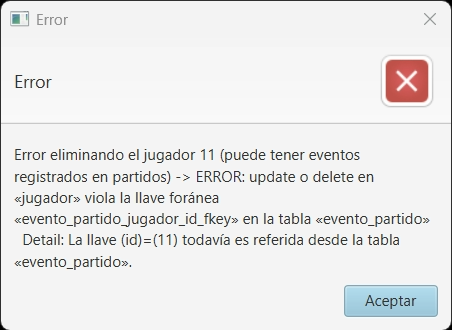 Error
Error
Error eliminando el jugador 11 (puede tener eventos
registrados en partidos) -> ERROR: update o delete en
«jugador» viola la llave foránea
«evento_partido_jugador_id_fkey» en la tabla «evento_partido»
Detail: La llave (id)=(11) todavía es referida desde la tabla
«evento_partido».
Aceptar